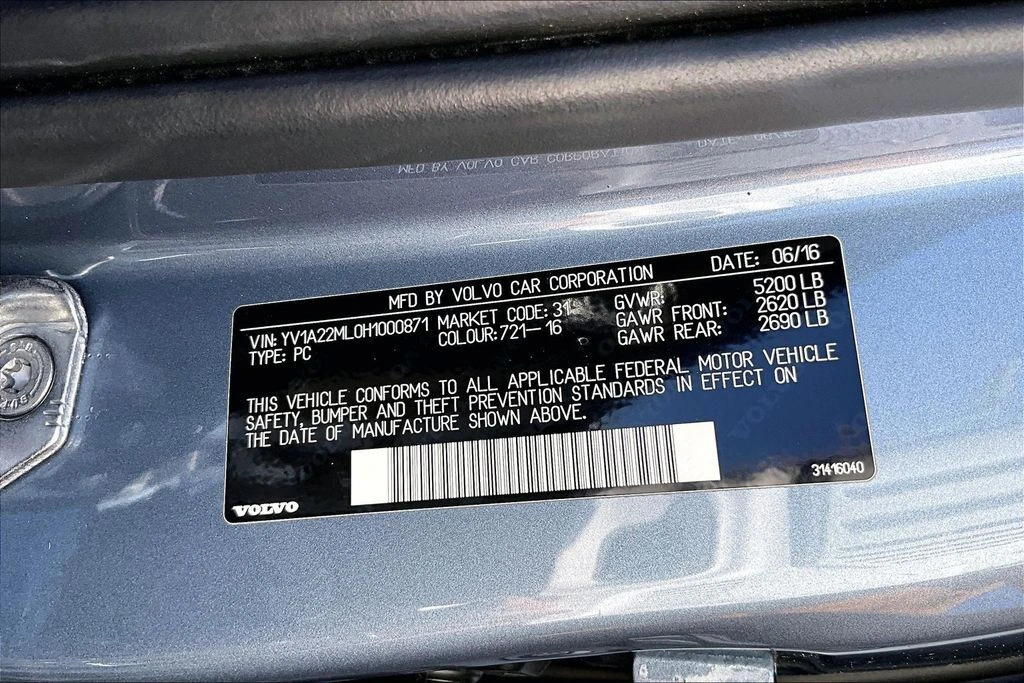 MFD BY VOLVO CAR CORPORATION DATE: 06/16
VIN: YV1A22ML0H1000871 MARKET CODE: 31 GVWR: 5200 LB
TYPE: PC COLOUR: 721-16 GAWR FRONT: 2620 LB
GAWR REAR: 2690 LB
THIS VEHICLE CONFORMS TO ALL APPLICABLE FEDERAL MOTOR VEHICLE
SAFETY, BUMPER AND THEFT PREVENTION STANDARDS IN EFFECT ON
THE DATE OF MANUFACTURE SHOWN ABOVE.
31416040
VOLVO